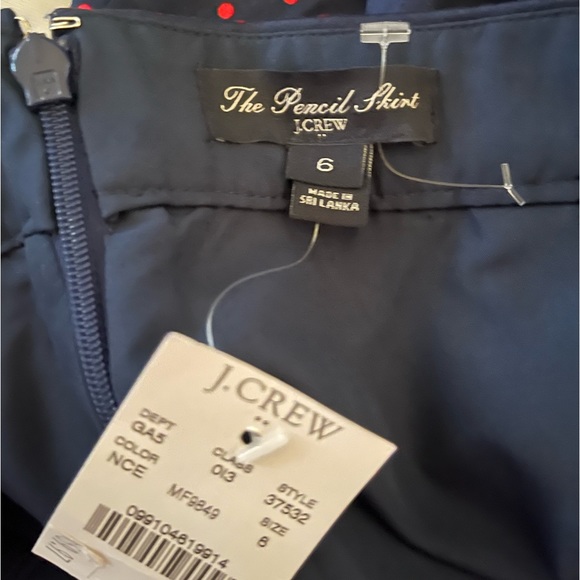 The Pencil Skirt
J.CREW
6
MADE IN
SRI LANKA
J.CREW
DEPT CLASS STYLE
GA5 013 37532
COLOR SIZE
NCE MF9849 6
099104619914